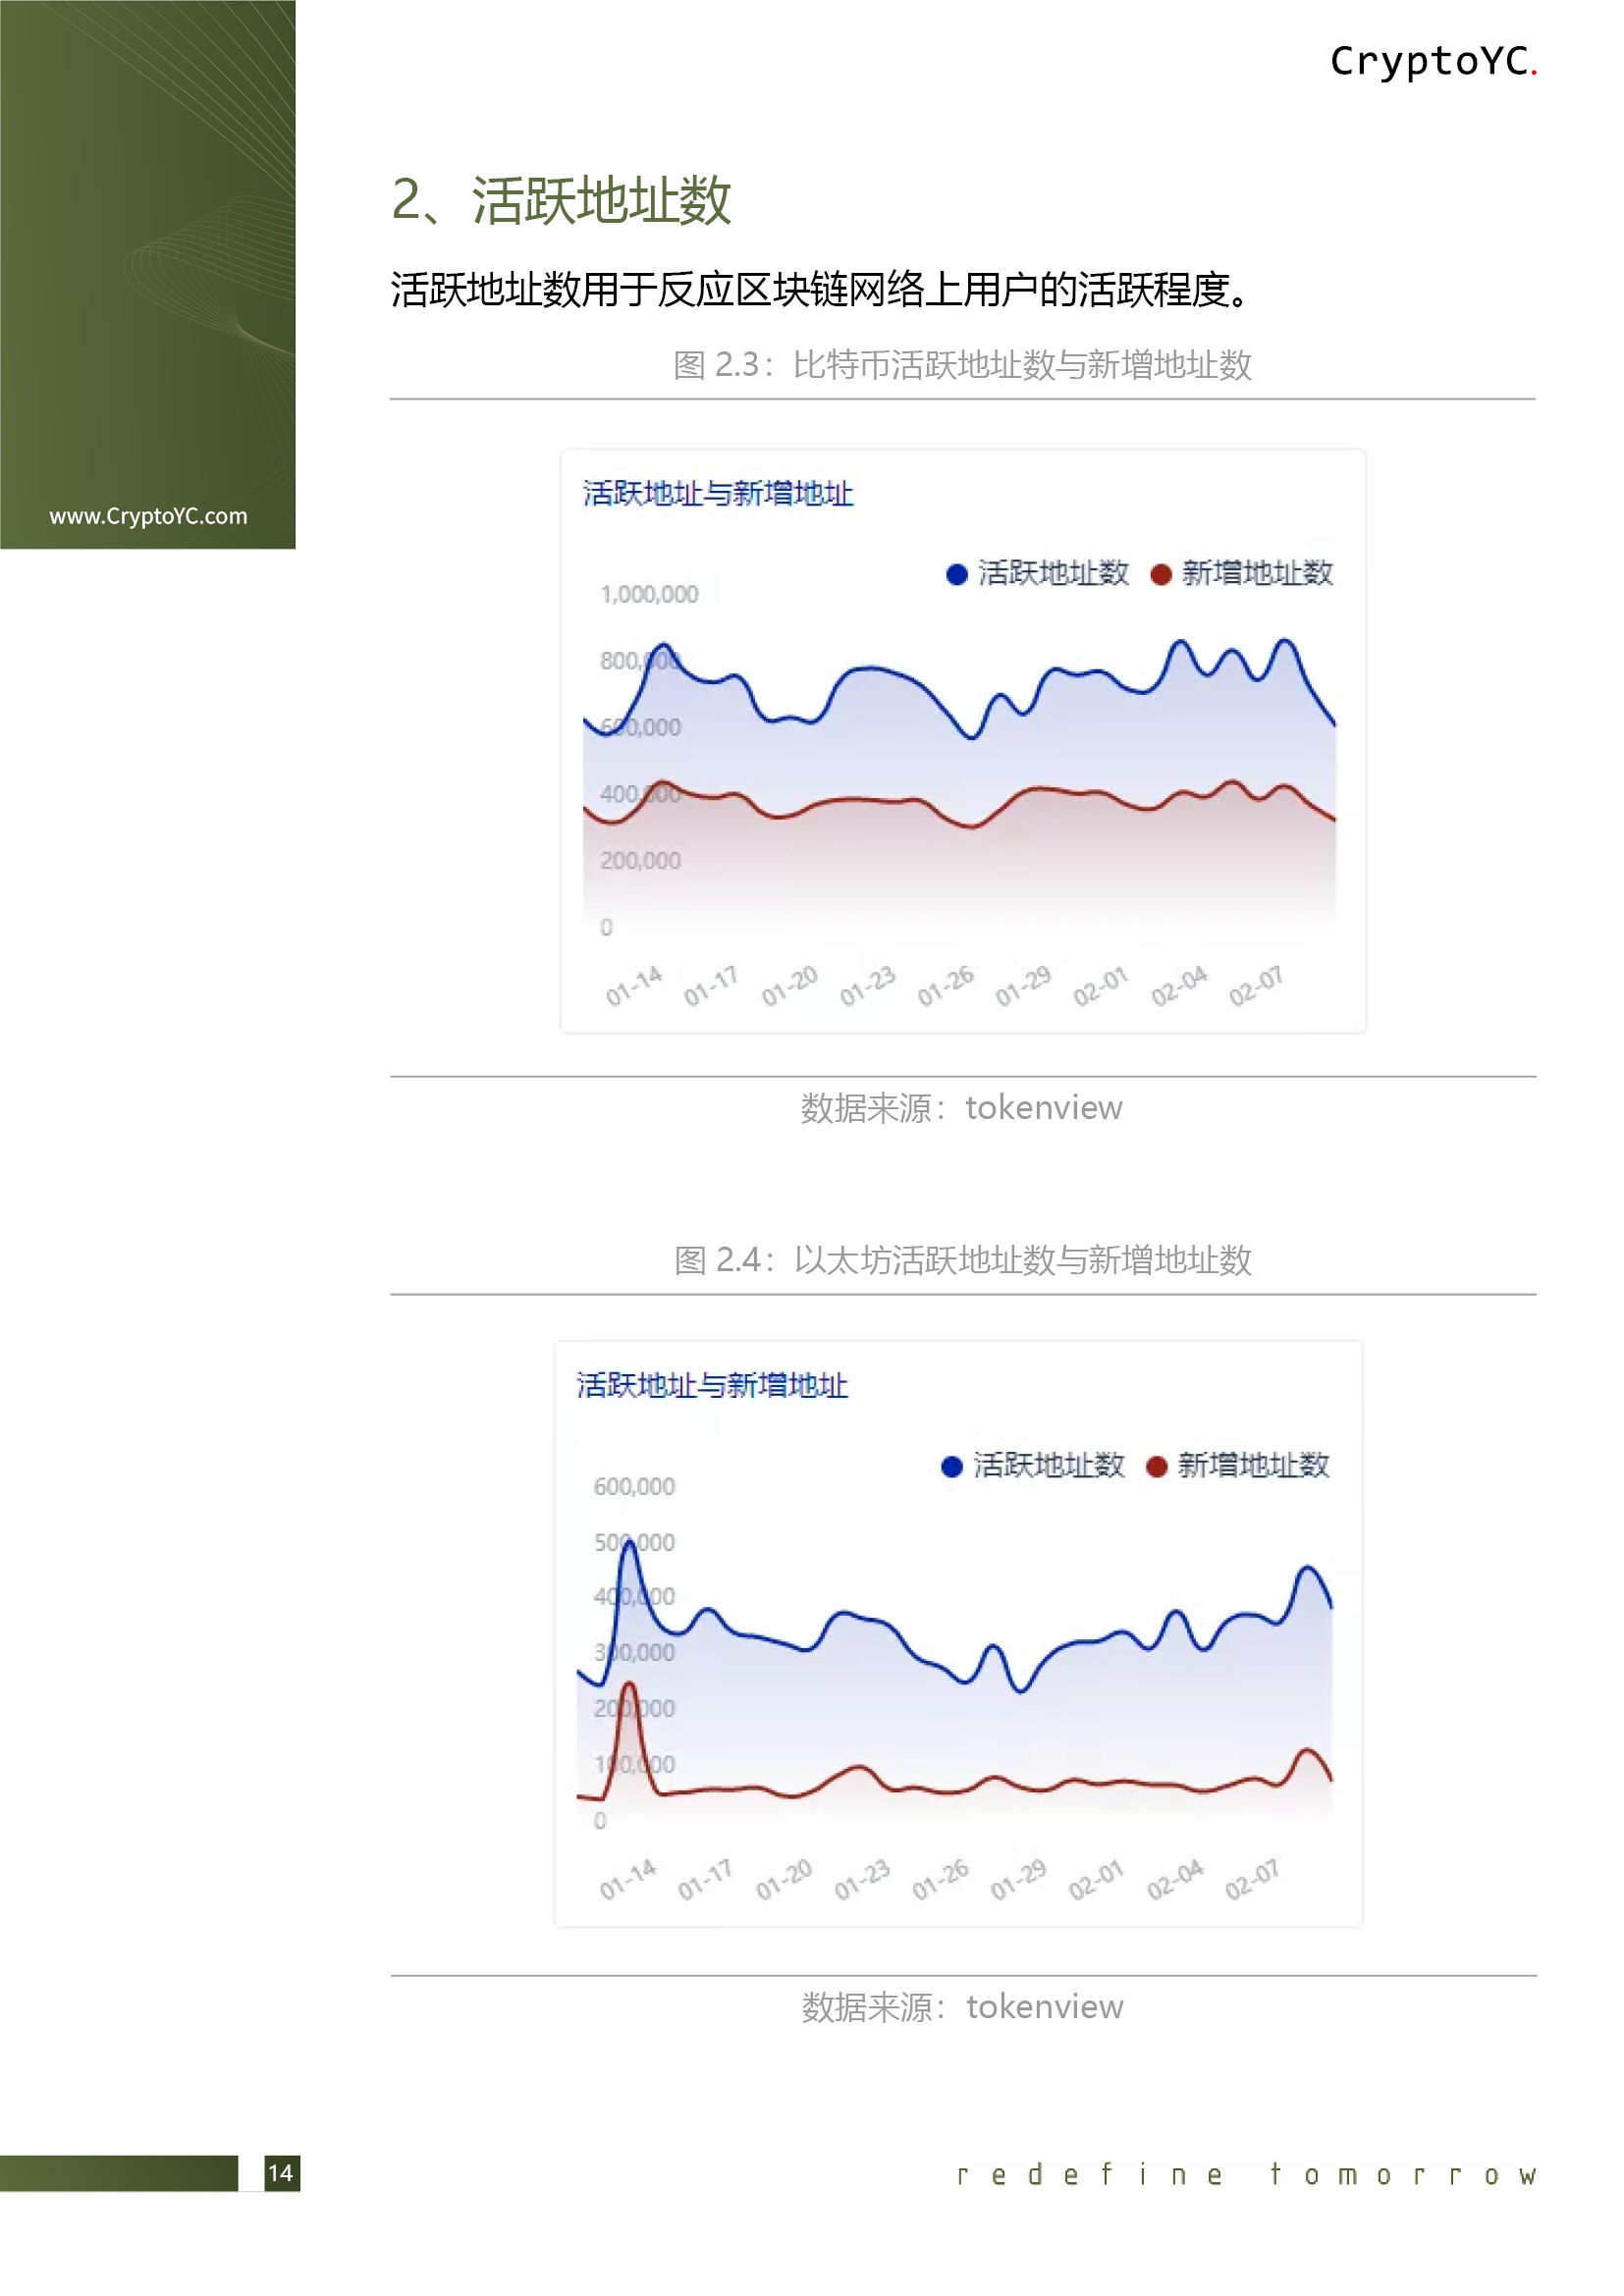 CryptoYC.
www.CryptoYC.com
2、活跃地址数
活跃地址数用于反应区块链网络上用户的活跃程度。
图 2.3：比特币活跃地址数与新增地址数
活跃地址与新增地址
活跃地址数 新增地址数
1,000,000
800,000
600,000
400,000
200,000
0
01-14 01-17 01-20 01-23 01-26 01-29 02-01 02-04 02-07
数据来源：tokenview
图 2.4：以太坊活跃地址数与新增地址数
活跃地址与新增地址
活跃地址数 新增地址数
600,000
500,000
400,000
300,000
200,000
100,000
0
01-14 01-17 01-20 01-23 01-26 01-29 02-01 02-04 02-07
数据来源：tokenview
14
redefine tomorrow